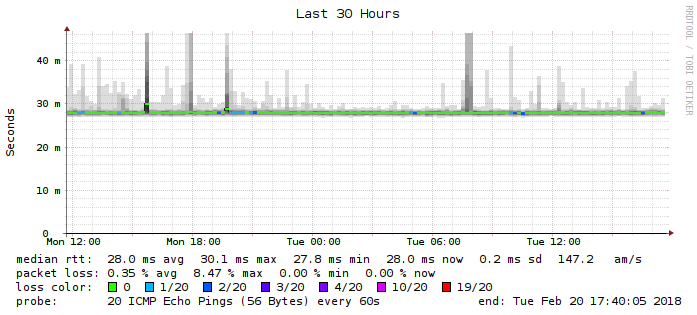 Last 30 Hours
RRDTOOL / TOBI OETIKER
Seconds
40 m
30 m
20 m
10 m
0
Mon 12:00 Mon 18:00 Tue 00:00 Tue 06:00 Tue 12:00
median rtt: 28.0 ms avg 30.1 ms max 27.8 ms min 28.0 ms now 0.2 ms sd 147.2 am/s
packet loss: 0.35 % avg 8.47 % max 0.00 % min 0.00 % now
loss color: 0 1/20 2/20 3/20 4/20 10/20 19/20
probe: 20 ICMP Echo Pings (56 Bytes) every 60s end: Tue Feb 20 17:40:05 2018